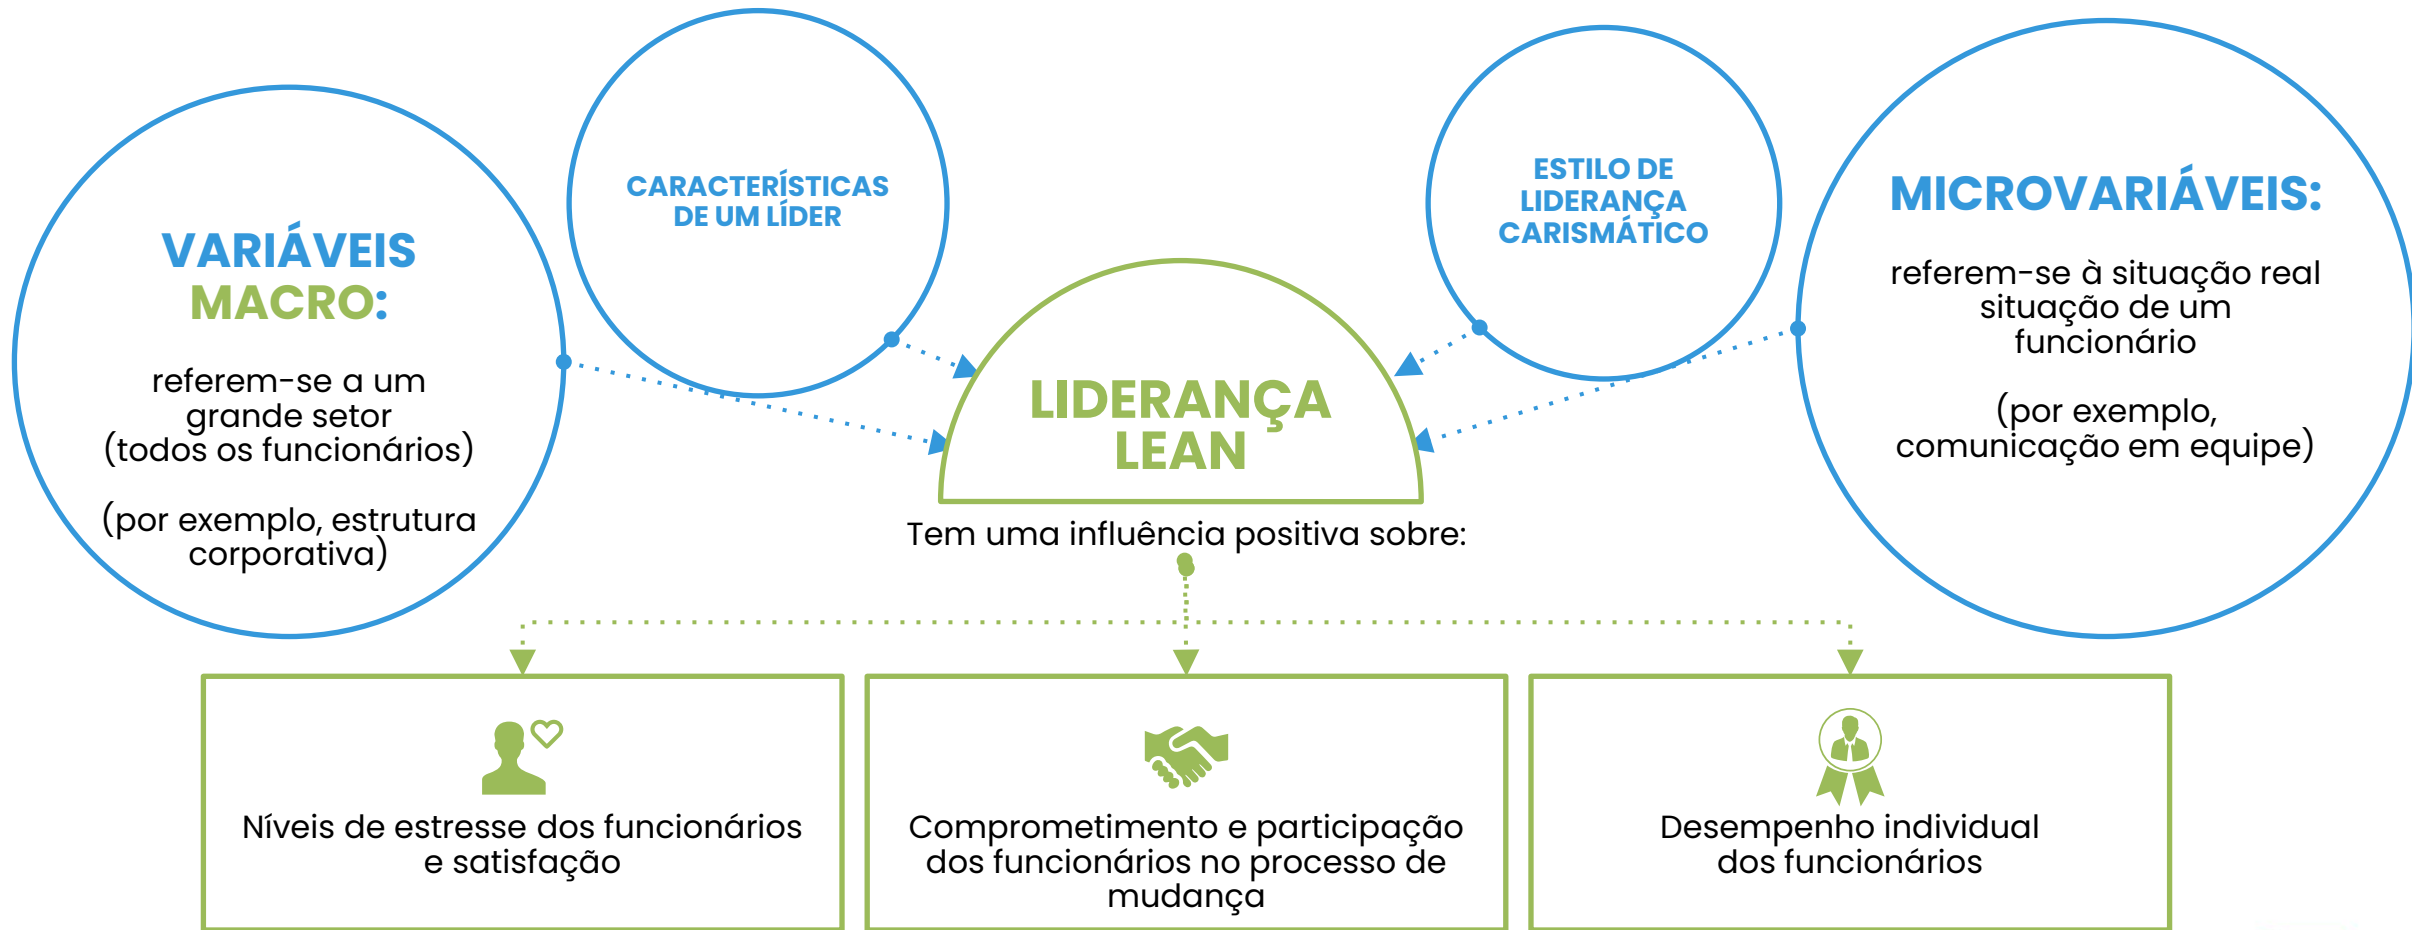 VARIÁVEIS
MACRO:
referem-se a um
grande setor
(todos os funcionários)
(por exemplo, estrutura
corporativa)
CARACTERÍSTICAS
DE UM LÍDER
ESTILO DE
LIDERANÇA
CARISMÁTICO
MICROVARIÁVEIS:
referem-se à situação real
situação de um
funcionário
(por exemplo,
comunicação em equipe)
LIDERANÇA
LEAN
Tem uma influência positiva sobre:
Níveis de estresse dos funcionários
e satisfação
Comprometimento e participação
dos funcionários no processo de
mudança
Desempenho individual
dos funcionários